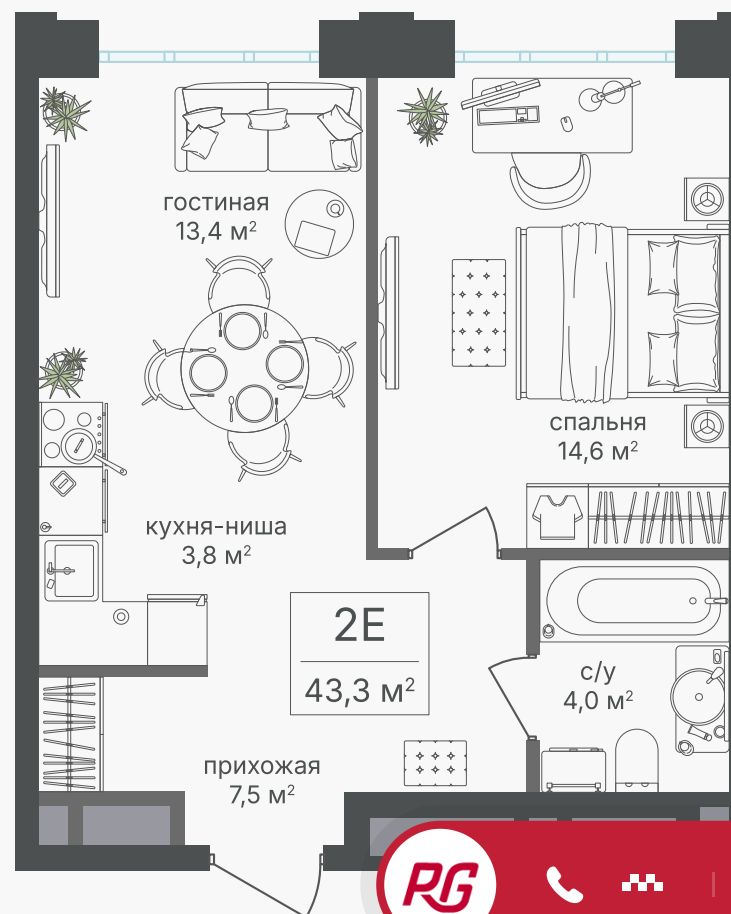 гостиная
13,4 м²
спальня
14,6 м²
кухня-ниша
3,8 м²
2Е
43,3 м²
с/у
4,0 м²
прихожая
7,5 м²
RG